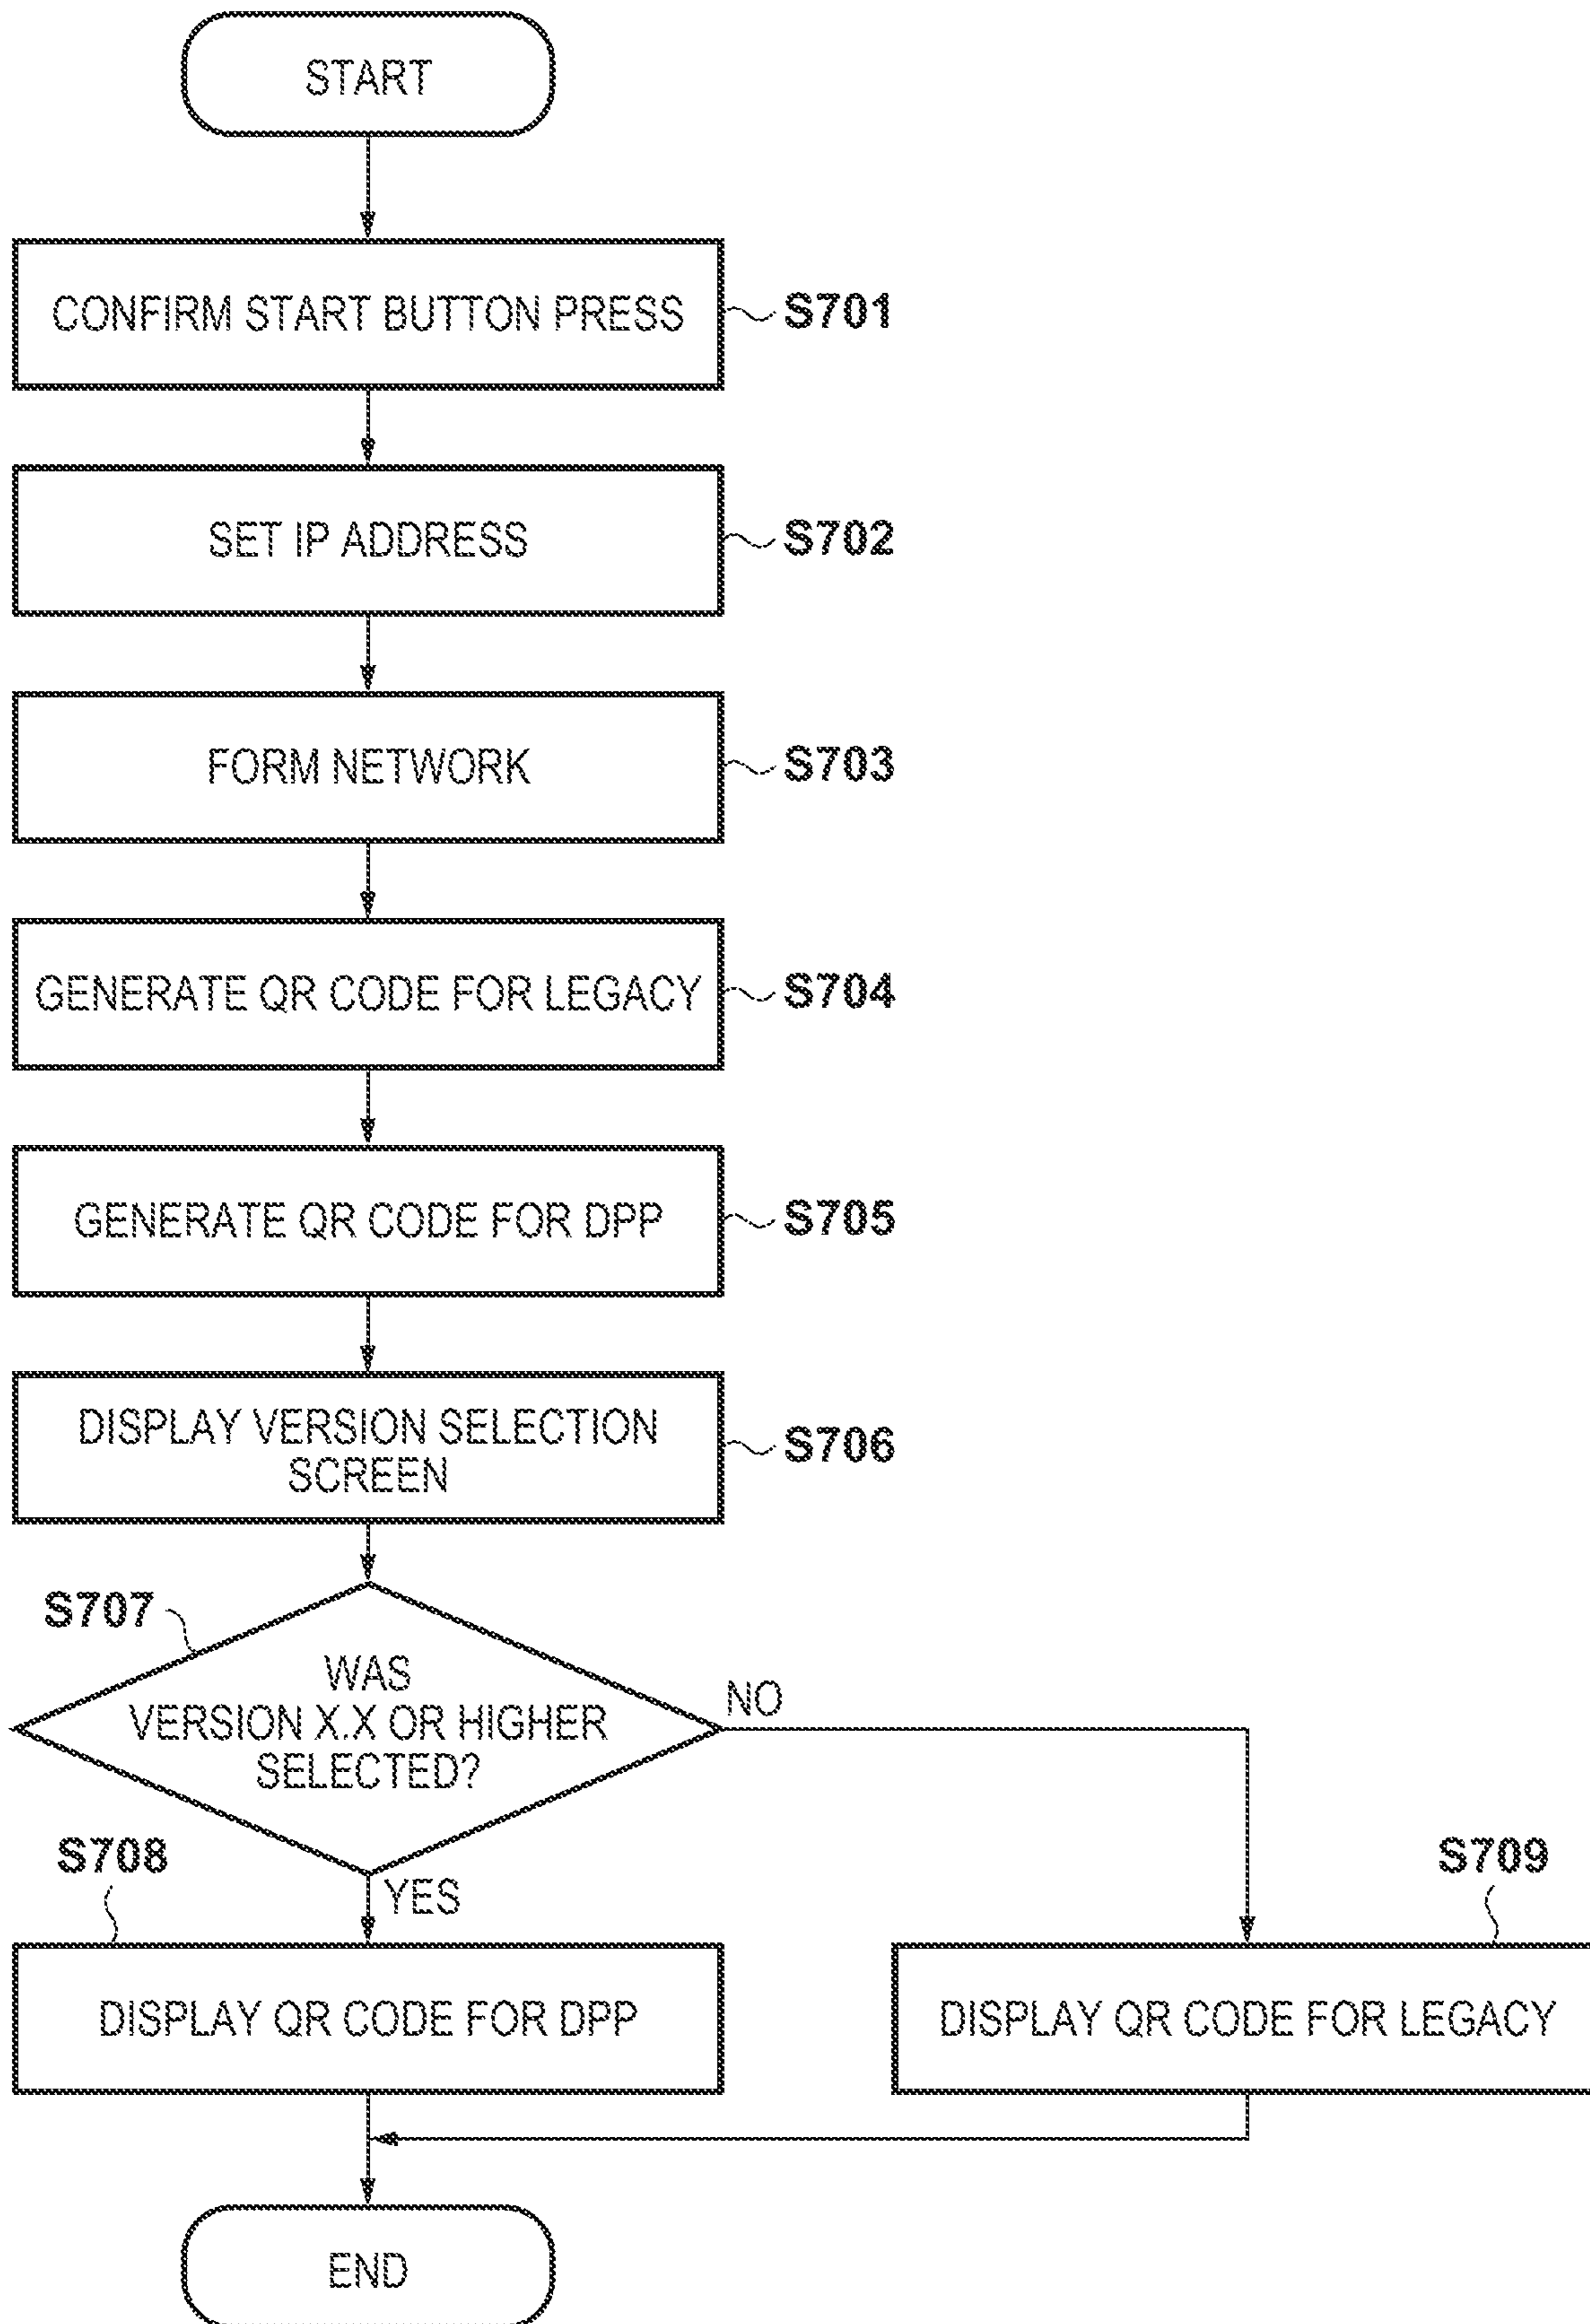 START
CONFIRM START BUTTON PRESS
S701
SET IP ADDRESS
S702
FORM NETWORK
S703
GENERATE QR CODE FOR LEGACY
S704
GENERATE QR CODE FOR DPP
S705
DISPLAY VERSION SELECTION
SCREEN
S706
S707
WAS
VERSION X.X OR HIGHER
SELECTED?
NO
YES
S708
S709
DISPLAY QR CODE FOR DPP
DISPLAY QR CODE FOR LEGACY
END